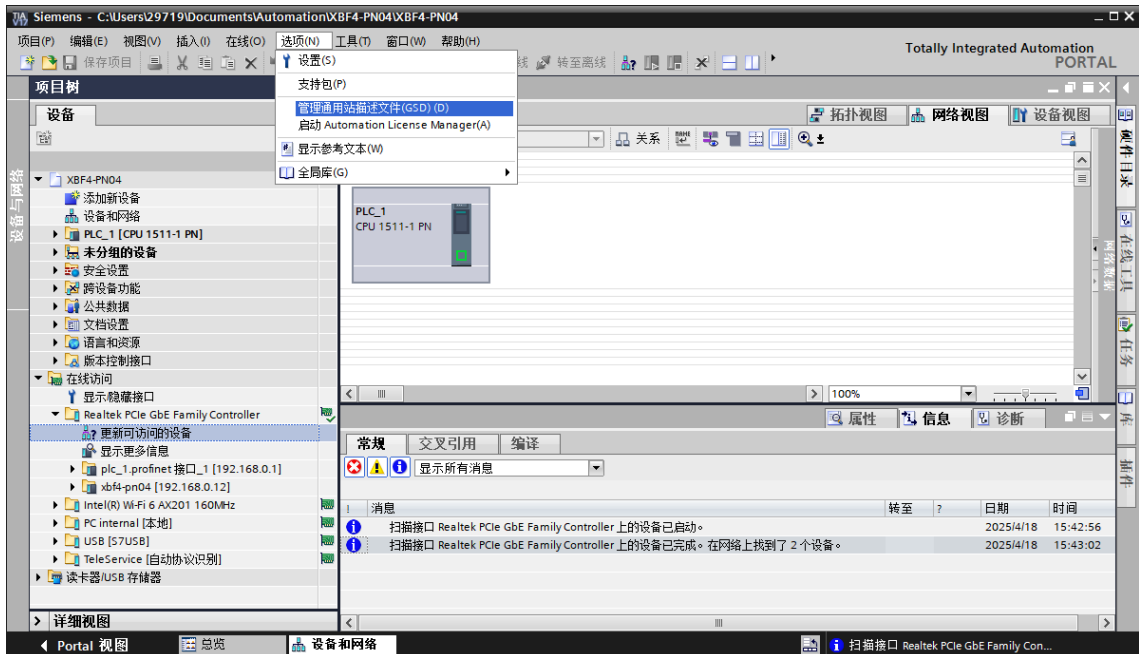 Siemens - C:\Users\29719\Documents\Automation\XBF4-PN04\XBF4-PN04
项目(P) 编辑(E) 视图(V) 插入(I) 在线(O) 选项(N) 工具(T) 窗口(W) 帮助(H)
Totally Integrated Automation
PORTAL
保存项目
线 转至离线
设置(S)
支持包(P)
管理通用站描述文件(GSD) (D)
启动 Automation License Manager(A)
显示参考文本(W)
全局库(G)
项目树
设备
设备与网络
XBF4-PN04
添加新设备
设备和网络
PLC_1 [CPU 1511-1 PN]
未分组的设备
安全设置
跨设备功能
公共数据
文档设置
语言和资源
版本控制接口
在线访问
显示/隐藏接口
Realtek PCIe GbE Family Controller
更新可访问的设备
显示更多信息
plc_1.profinet 接口_1 [192.168.0.1]
xbf4-pn04 [192.168.0.12]
Intel(R) Wi-Fi 6 AX201 160MHz
PC internal [本地]
USB [S7USB]
TeleService [自动协议识别]
读卡器/USB 存储器
详细视图
拓扑视图 网络视图 设备视图
关系
PLC_1
CPU 1511-1 PN
网络数据
100%
属性 信息 诊断
常规 交叉引用 编译
显示所有消息
! 消息 转至 ? 日期 时间
扫描接口 Realtek PCIe GbE Family Controller 上的设备已启动。 2025/4/18 15:42:56
扫描接口 Realtek PCIe GbE Family Controller 上的设备已完成。在网络上找到了 2 个设备。 2025/4/18 15:43:02
硬件目录
在线工具
任务
库
插件
Portal 视图 总览 设备和网络 扫描接口 Realtek PCIe GbE Family Con...